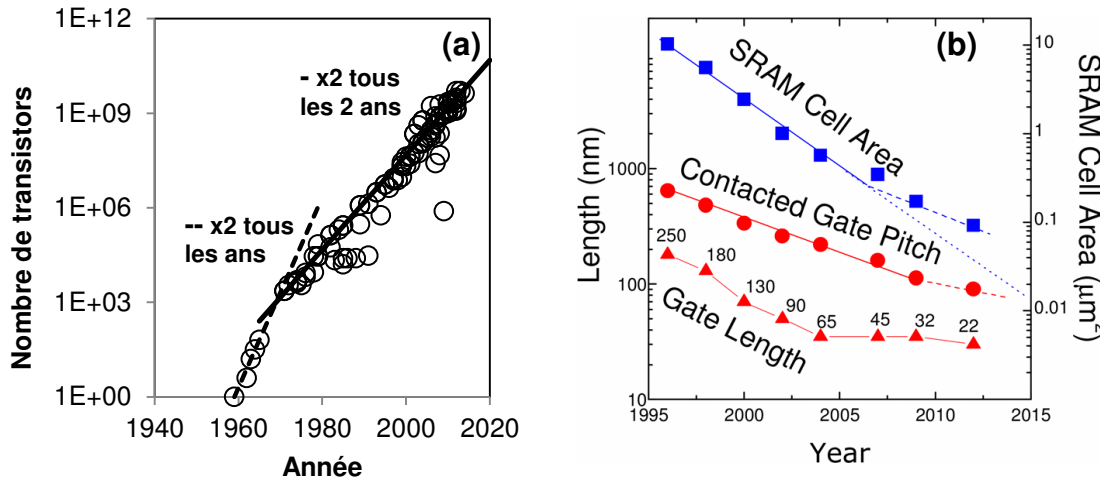 (a)
1E+12
1E+09
1E+06
1E+03
1E+00
Nombre de transistors
- x2 tous
les 2 ans
-- x2 tous
les ans
1940
1960
1980
2000
2020
Année
(b)
SRAM Cell Area
Contacted Gate Pitch
Gate Length
250
180
130
90
65
45
32
22
1000
100
10
Length (nm)
10
1
0.1
0.01
SRAM Cell Area (μm²)
1995
2000
2005
2010
2015
Year